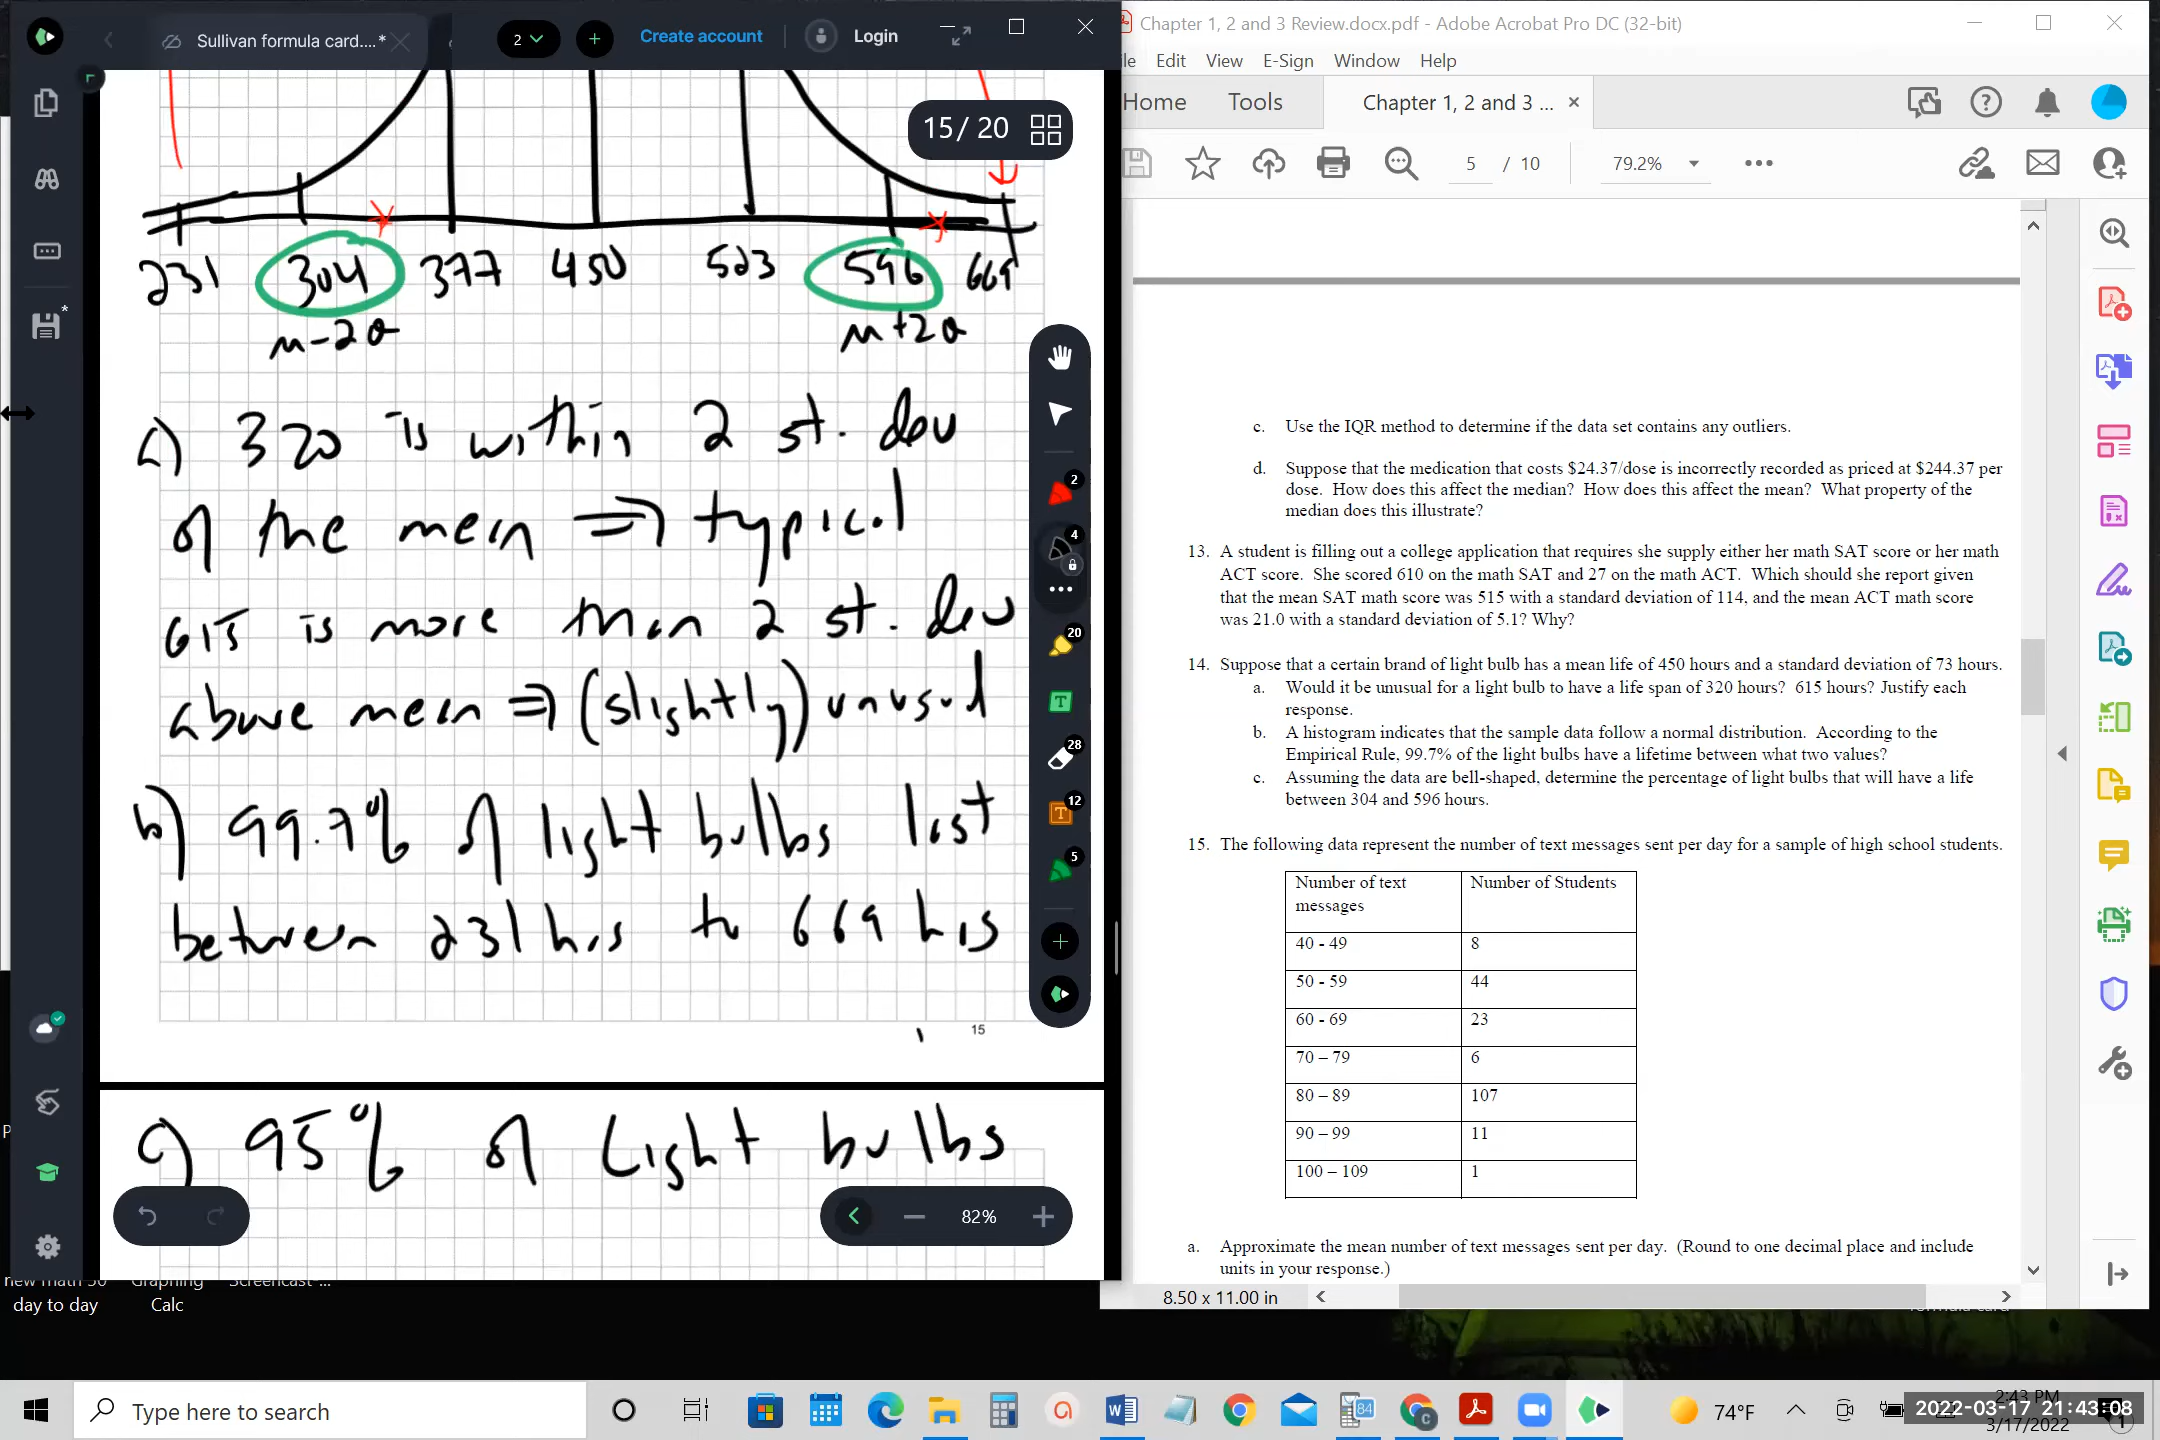 Sullivan formula card....*
2
Create account
Login
15/ 20
231 304 377 450 523 596 669
μ-2σ μ+2σ
a) 320 is within 2 st. dev
of the mean ⇒ typical
615 is more than 2 st. dev
above mean ⇒ (slightly) unusual
b) 99.7% of light bulbs last
between 231 hrs to 669 hrs
15
c) 95% of light bulbs
82%
2
4
20
28
12
5
Chapter 1, 2 and 3 Review.docx.pdf - Adobe Acrobat Pro DC (32-bit)
ile Edit View E-Sign Window Help
Home Tools Chapter 1, 2 and 3 ... ×
5 / 10 79.2%
c. Use the IQR method to determine if the data set contains any outliers.
d. Suppose that the medication that costs $24.37/dose is incorrectly recorded as priced at $244.37 per
dose. How does this affect the median? How does this affect the mean? What property of the
median does this illustrate?
13. A student is filling out a college application that requires she supply either her math SAT score or her math
ACT score. She scored 610 on the math SAT and 27 on the math ACT. Which should she report given
that the mean SAT math score was 515 with a standard deviation of 114, and the mean ACT math score
was 21.0 with a standard deviation of 5.1? Why?
14. Suppose that a certain brand of light bulb has a mean life of 450 hours and a standard deviation of 73 hours.
a. Would it be unusual for a light bulb to have a life span of 320 hours? 615 hours? Justify each
response.
b. A histogram indicates that the sample data follow a normal distribution. According to the
Empirical Rule, 99.7% of the light bulbs have a lifetime between what two values?
c. Assuming the data are bell-shaped, determine the percentage of light bulbs that will have a life
between 304 and 596 hours.
15. The following data represent the number of text messages sent per day for a sample of high school students.
Number of text messages Number of Students
40 - 49 8
50 - 59 44
60 - 69 23
70 – 79 6
80 – 89 107
90 – 99 11
100 – 109 1
a. Approximate the mean number of text messages sent per day. (Round to one decimal place and include
units in your response.)
8.50 x 11.00 in
day to day
Calc
Type here to search
84
74°F
2:43 PM
2022-03-17 21:43:08
3/17/2022